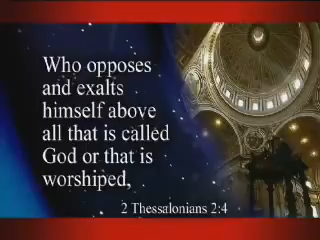 Who opposes
and exalts
himself above
all that is called
God or that is
worshiped,
2 Thessalonians 2:4